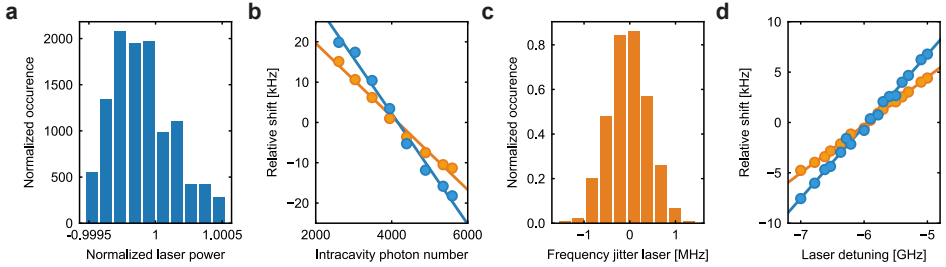 a
Normalized occurence
2000
1500
1000
500
0
-0.9995
1
1.0005
Normalized laser power
b
Relative shift [kHz]
20
10
0
−10
−20
2000
4000
6000
Intracavity photon number
c
Normalized occurence
0.8
0.6
0.4
0.2
0.0
−1
0
1
Frequency jitter laser [MHz]
d
Relative shift [kHz]
10
5
0
−5
−10
−7
−6
−5
Laser detuning [GHz]